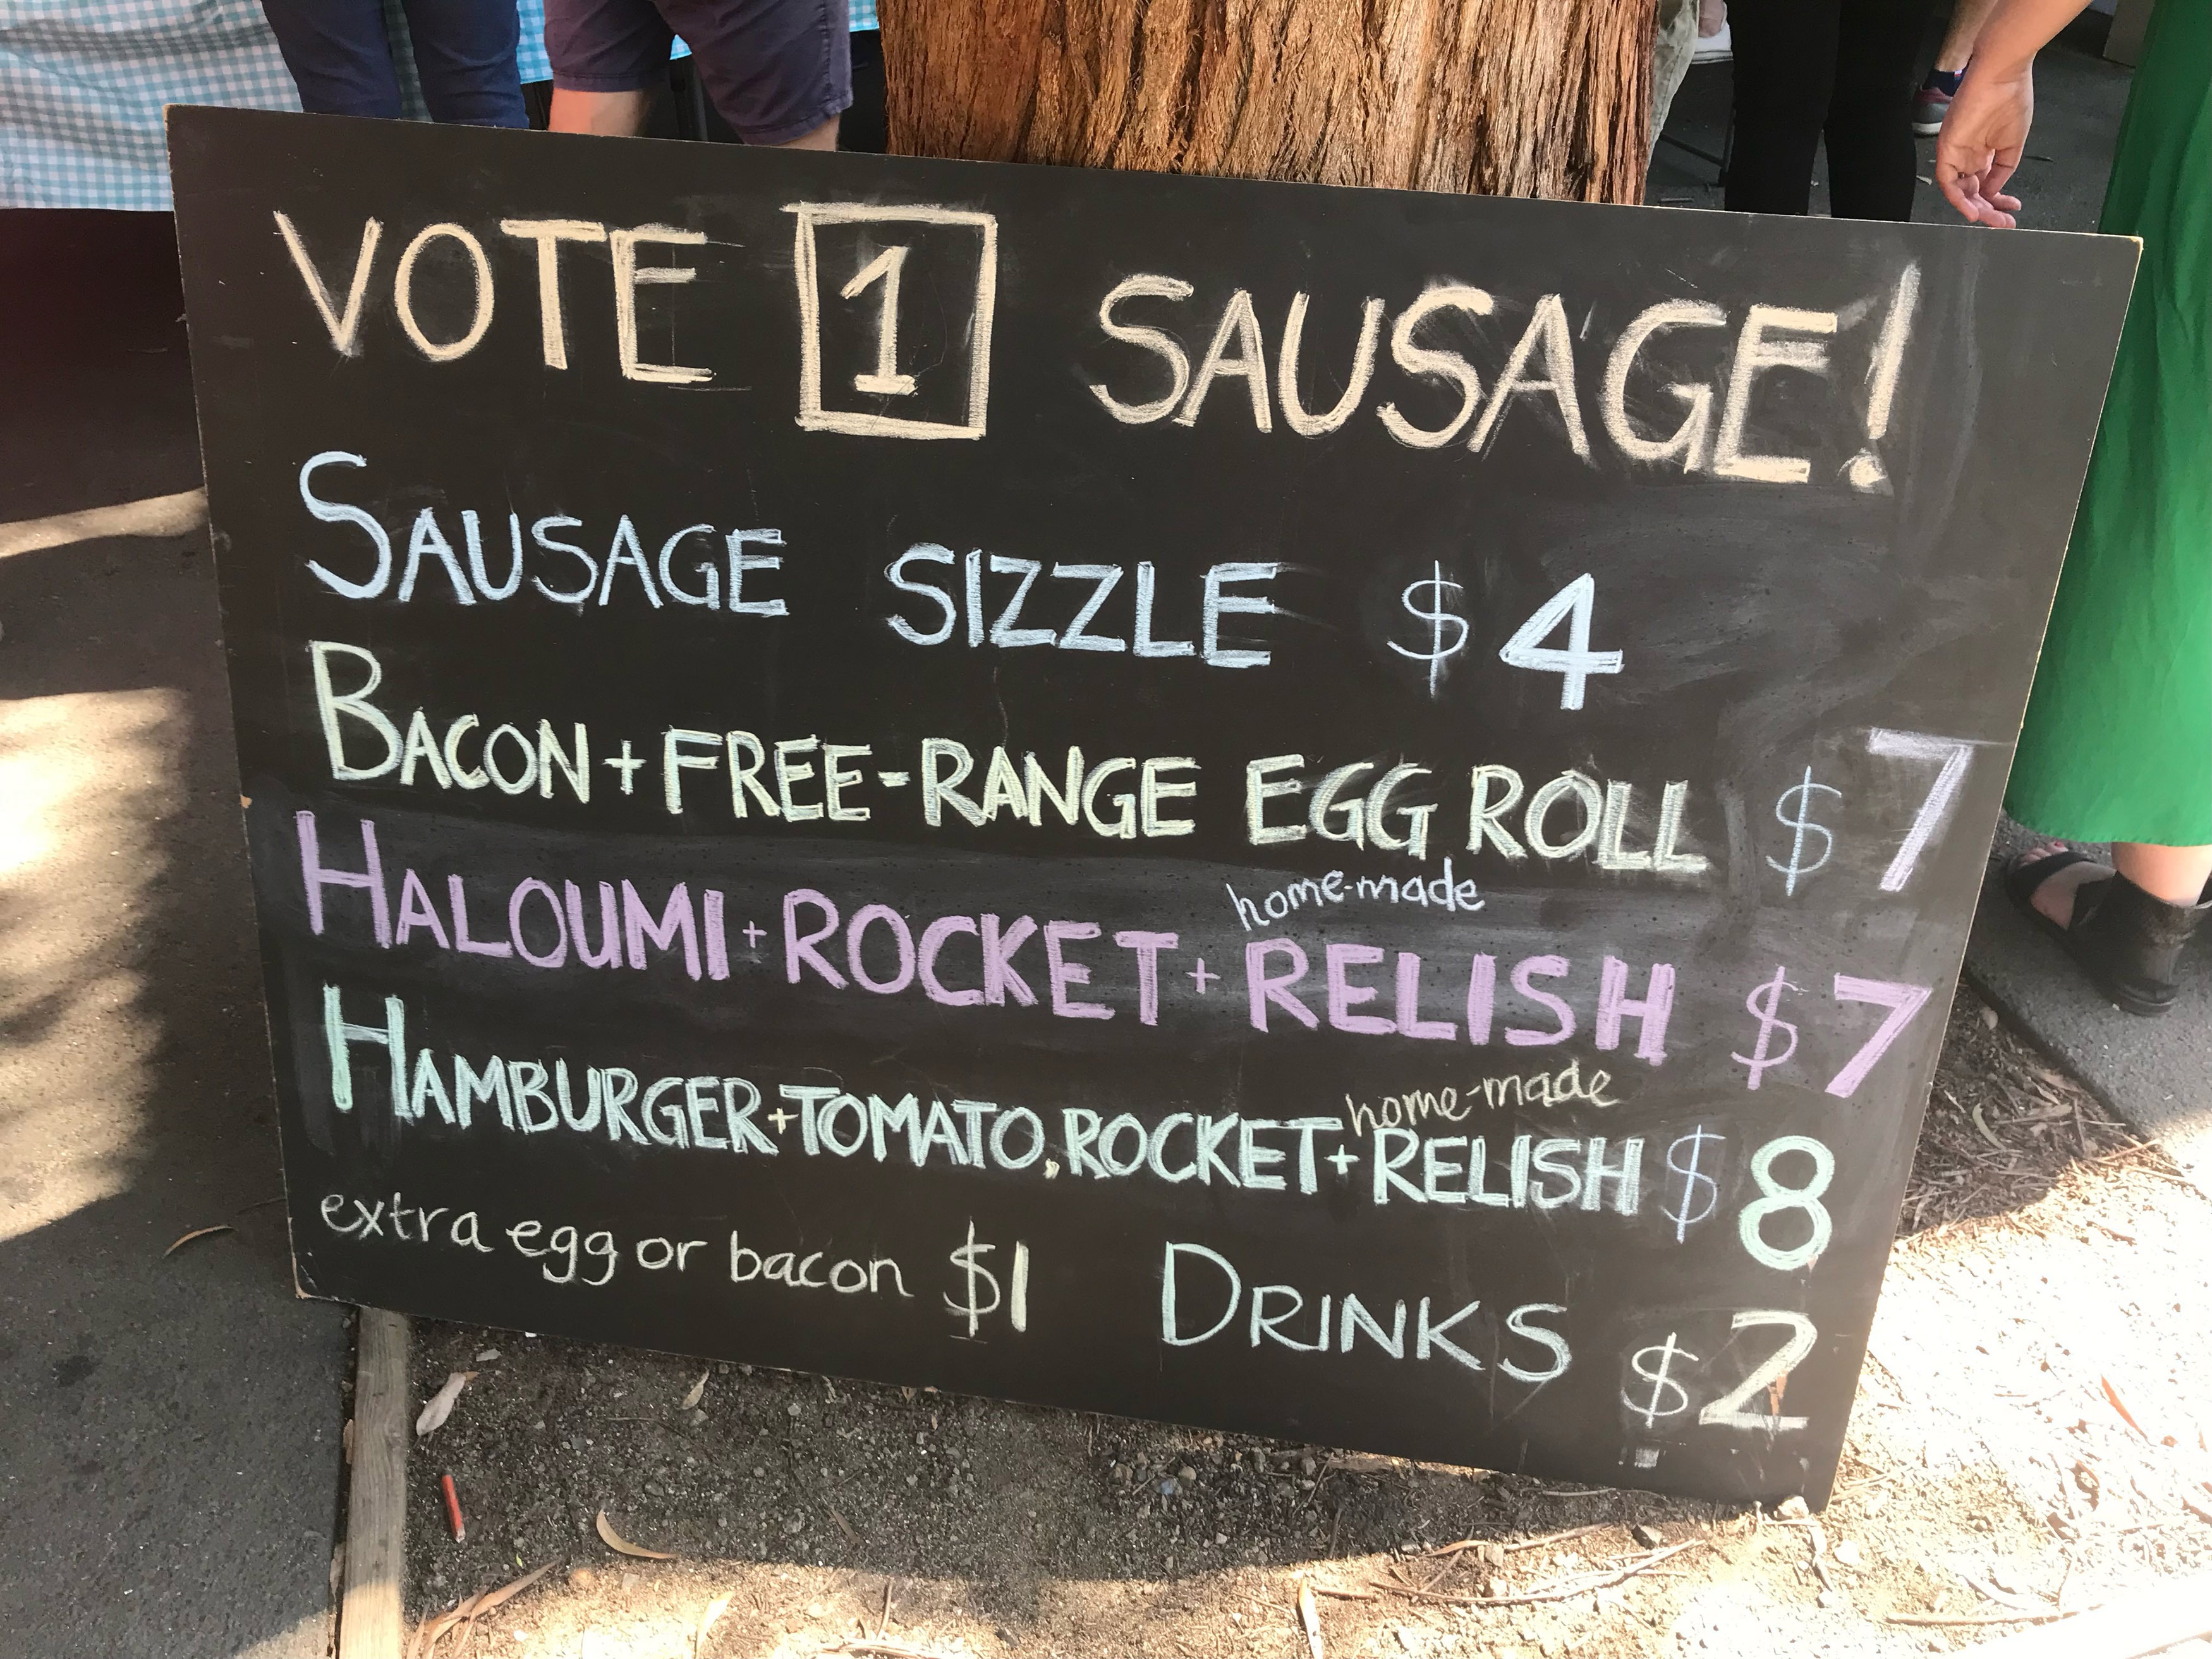 VOTE 1 SAUSAGE!
SAUSAGE SIZZLE $4
BACON + FREE-RANGE EGG ROLL $7
home-made
HALOUMI + ROCKET + RELISH $7
home-made
HAMBURGER + TOMATO, ROCKET + RELISH $8
extra egg or bacon $1 DRINKS $2